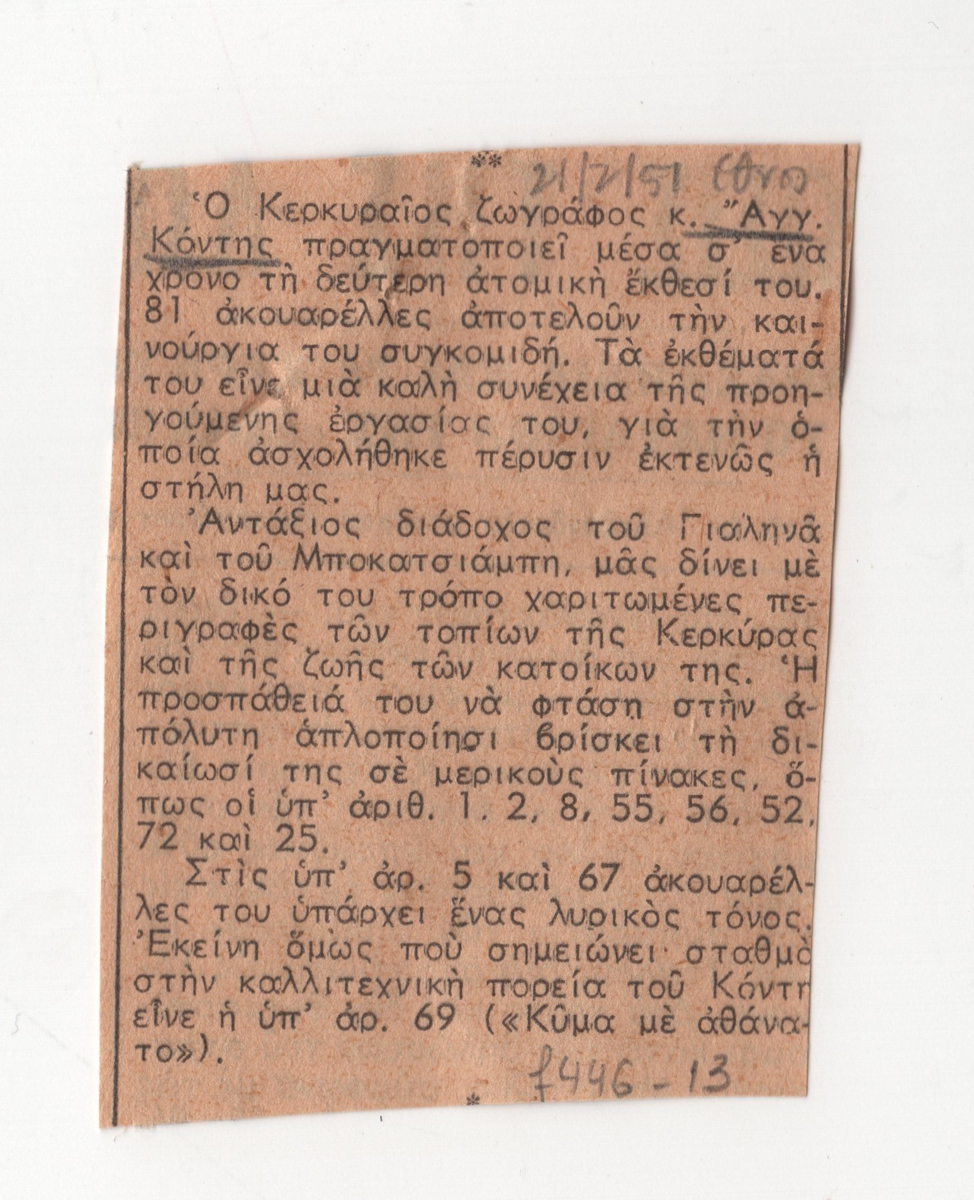 **
21/2/51 Έθνος
Ὁ Κερκυραῖος ζωγράφος κ. Ἄγγ.
Κόντης πραγματοποιεῖ μέσα σ' ἕνα
χρόνο τὴ δεύτερη ἀτομικὴ ἔκθεσί του.
81 ἀκουαρέλλες ἀποτελοῦν τὴν και-
νούργια του συγκομιδή. Τὰ ἐκθέματά
του εἶνε μιὰ καλὴ συνέχεια τῆς προη-
γούμενης ἐργασίας του, γιὰ τὴν ὁ-
ποία ἀσχολήθηκε πέρυσιν ἐκτενῶς ἡ
στήλη μας.
Ἀντάξιος διάδοχος τοῦ Γιαληνᾶ
καὶ τοῦ Μποκατσιάμπη, μᾶς δίνει μὲ
τὸν δικό του τρόπο χαριτωμένες πε-
ριγραφὲς τῶν τοπίων τῆς Κερκύρας
καὶ τῆς ζωῆς τῶν κατοίκων της. Ἡ
προσπάθειά του νὰ φτάση στὴν ἀ-
πόλυτη ἁπλοποίησι βρίσκει τὴ δι-
καίωσί της σὲ μερικοὺς πίνακες, ὅ-
πως οἱ ὑπ' ἀριθ. 1, 2, 8, 55, 56, 52,
72 καὶ 25.
Στὶς ὑπ' ἀρ. 5 καὶ 67 ἀκουαρέλ-
λες του ὑπάρχει ἕνας λυρικὸς τόνος.
Ἐκείνη ὅμως ποὺ σημειώνει σταθμὸ
στὴν καλλιτεχνικὴ πορεία τοῦ Κόντη
εἶνε ἡ ὑπ' ἀρ. 69 («Κῦμα μὲ ἀθάνα-
το»).
f446-13
*